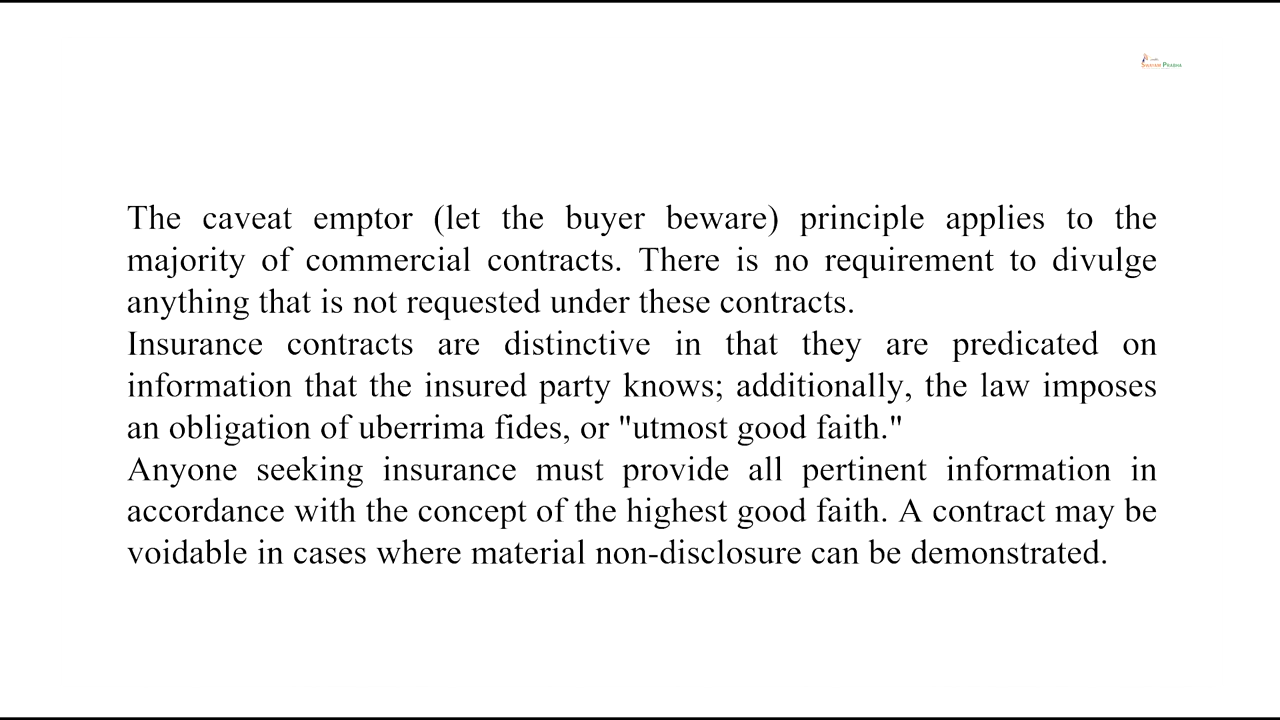 SWAYAM PRABHA
The caveat emptor (let the buyer beware) principle applies to the
majority of commercial contracts. There is no requirement to divulge
anything that is not requested under these contracts.
Insurance contracts are distinctive in that they are predicated on
information that the insured party knows; additionally, the law imposes
an obligation of uberrima fides, or "utmost good faith."
Anyone seeking insurance must provide all pertinent information in
accordance with the concept of the highest good faith. A contract may be
voidable in cases where material non-disclosure can be demonstrated.